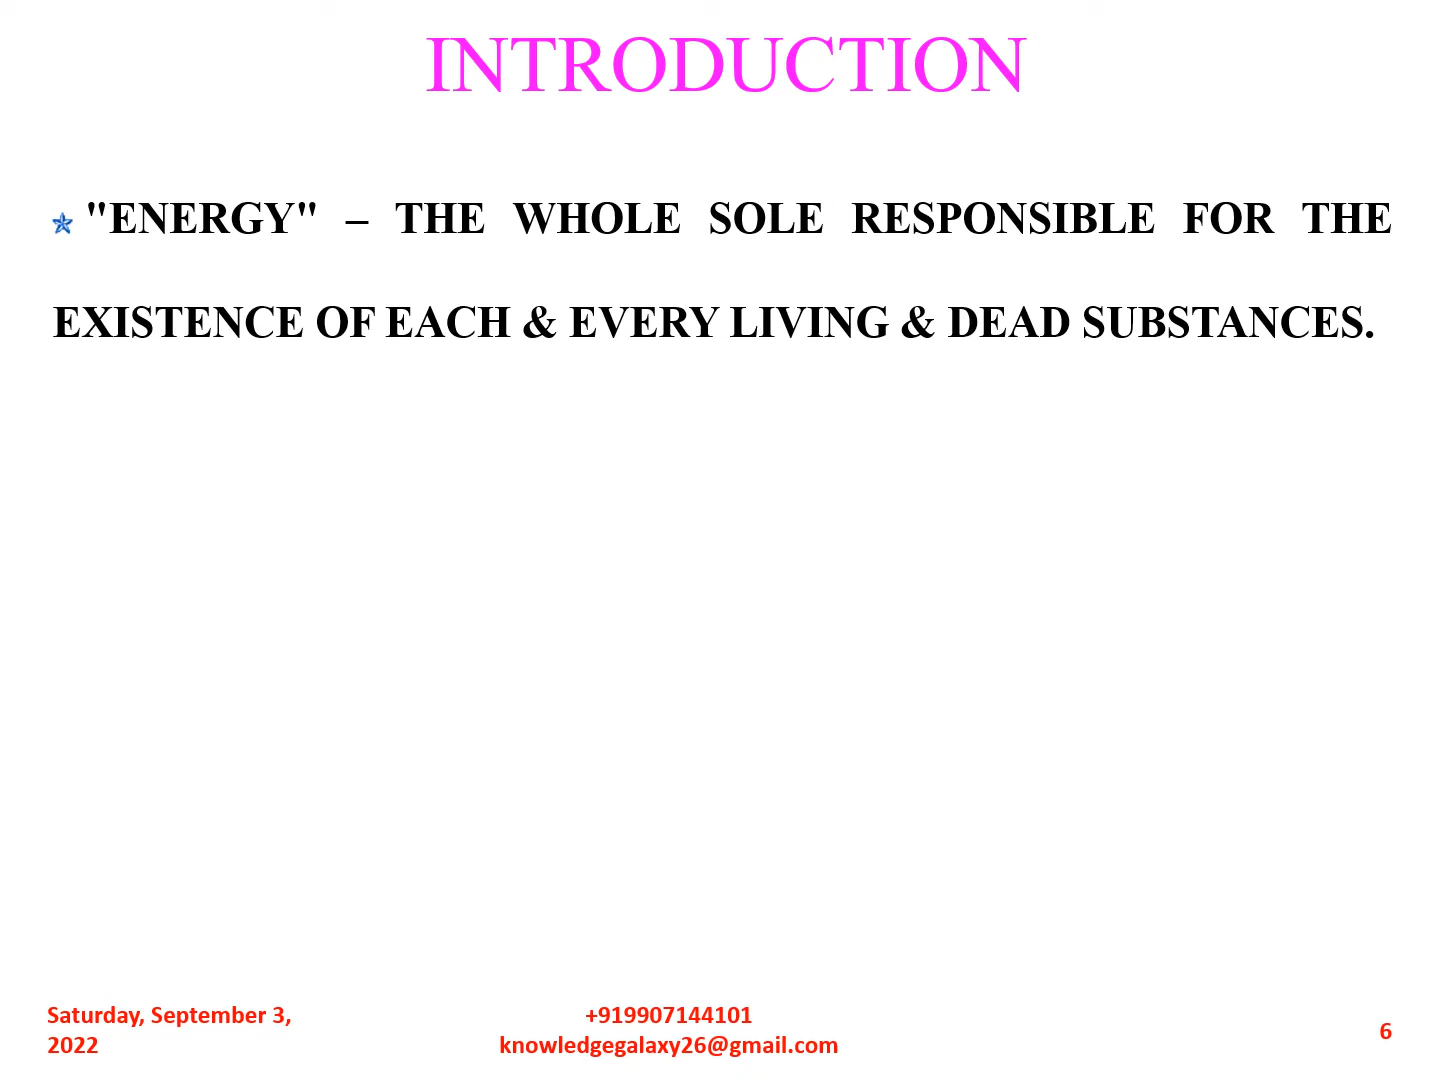 INTRODUCTION
"ENERGY" – THE WHOLE SOLE RESPONSIBLE FOR THE
EXISTENCE OF EACH & EVERY LIVING & DEAD SUBSTANCES.
Saturday, September 3,
2022
+919907144101
knowledgegalaxy26@gmail.com
6